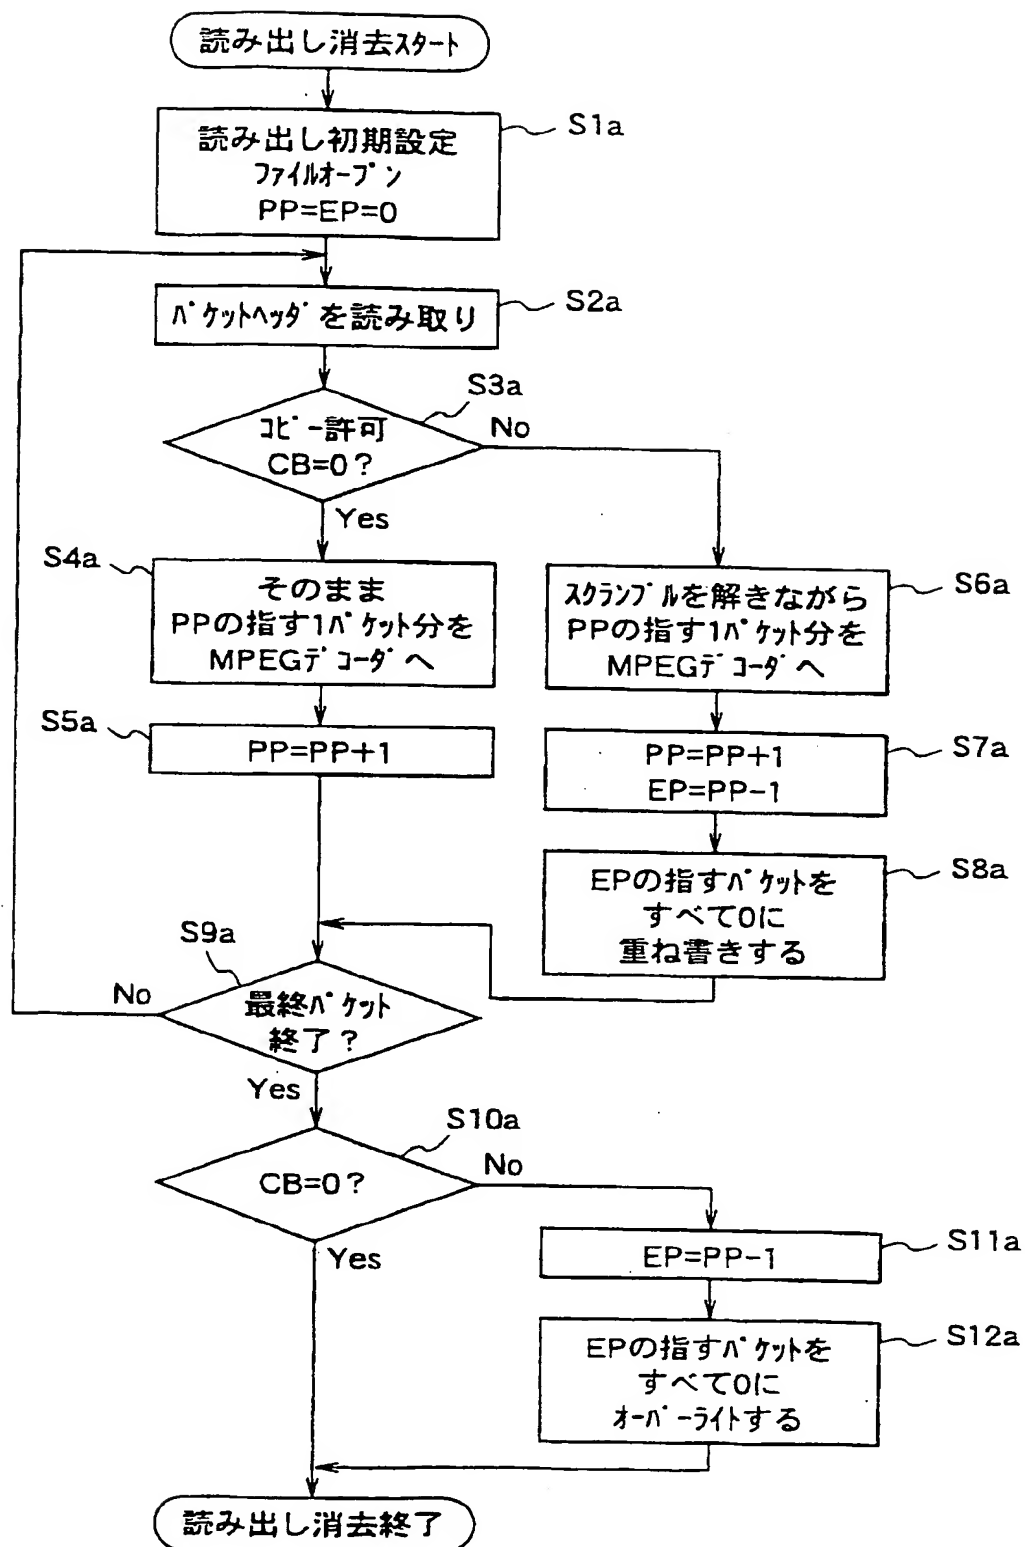 読み出し消去スタート
S1a
読み出し初期設定
ファイルオープン
PP=EP=0
S2a
パケットヘッダを読み取り
S3a
コピー許可
CB=0?
No
Yes
S4a
そのまま
PPの指す1パケット分を
MPEGデコーダへ
S6a
スクランブルを解きながら
PPの指す1パケット分を
MPEGデコーダへ
S5a
PP=PP+1
S7a
PP=PP+1
EP=PP-1
S8a
EPの指すパケットを
すべて0に
重ね書きする
S9a
最終パケット
終了?
No
Yes
S10a
CB=0?
No
Yes
S11a
EP=PP-1
S12a
EPの指すパケットを
すべて0に
オーバーライトする
読み出し消去終了